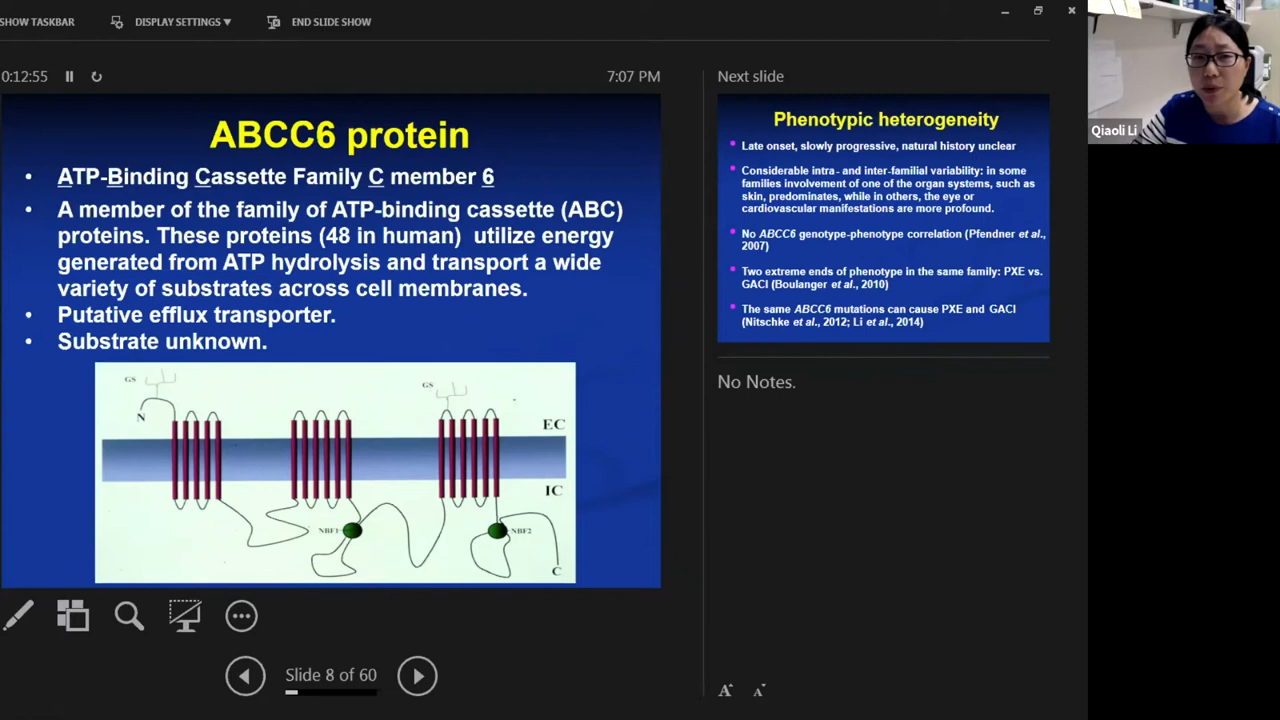 SHOW TASKBAR
DISPLAY SETTINGS ▼
END SLIDE SHOW
0:12:55
7:07 PM
ABCC6 protein
• ATP-Binding Cassette Family C member 6
• A member of the family of ATP-binding cassette (ABC)
proteins. These proteins (48 in human) utilize energy
generated from ATP hydrolysis and transport a wide
variety of substrates across cell membranes.
• Putative efflux transporter.
• Substrate unknown.
GS
GS
N
EC
IC
NBF1
NBF2
C
Slide 8 of 60
Next slide
Phenotypic heterogeneity
• Late onset, slowly progressive, natural history unclear
• Considerable intra- and inter-familial variability: in some
families involvement of one of the organ systems, such as
skin, predominates, while in others, the eye or
cardiovascular manifestations are more profound.
• No ABCC6 genotype-phenotype correlation (Pfendner et al.,
2007)
• Two extreme ends of phenotype in the same family: PXE vs.
GACI (Boulanger et al., 2010)
• The same ABCC6 mutations can cause PXE and GACI
(Nitschke et al., 2012; Li et al., 2014)
No Notes.
A A
Qiaoli Li